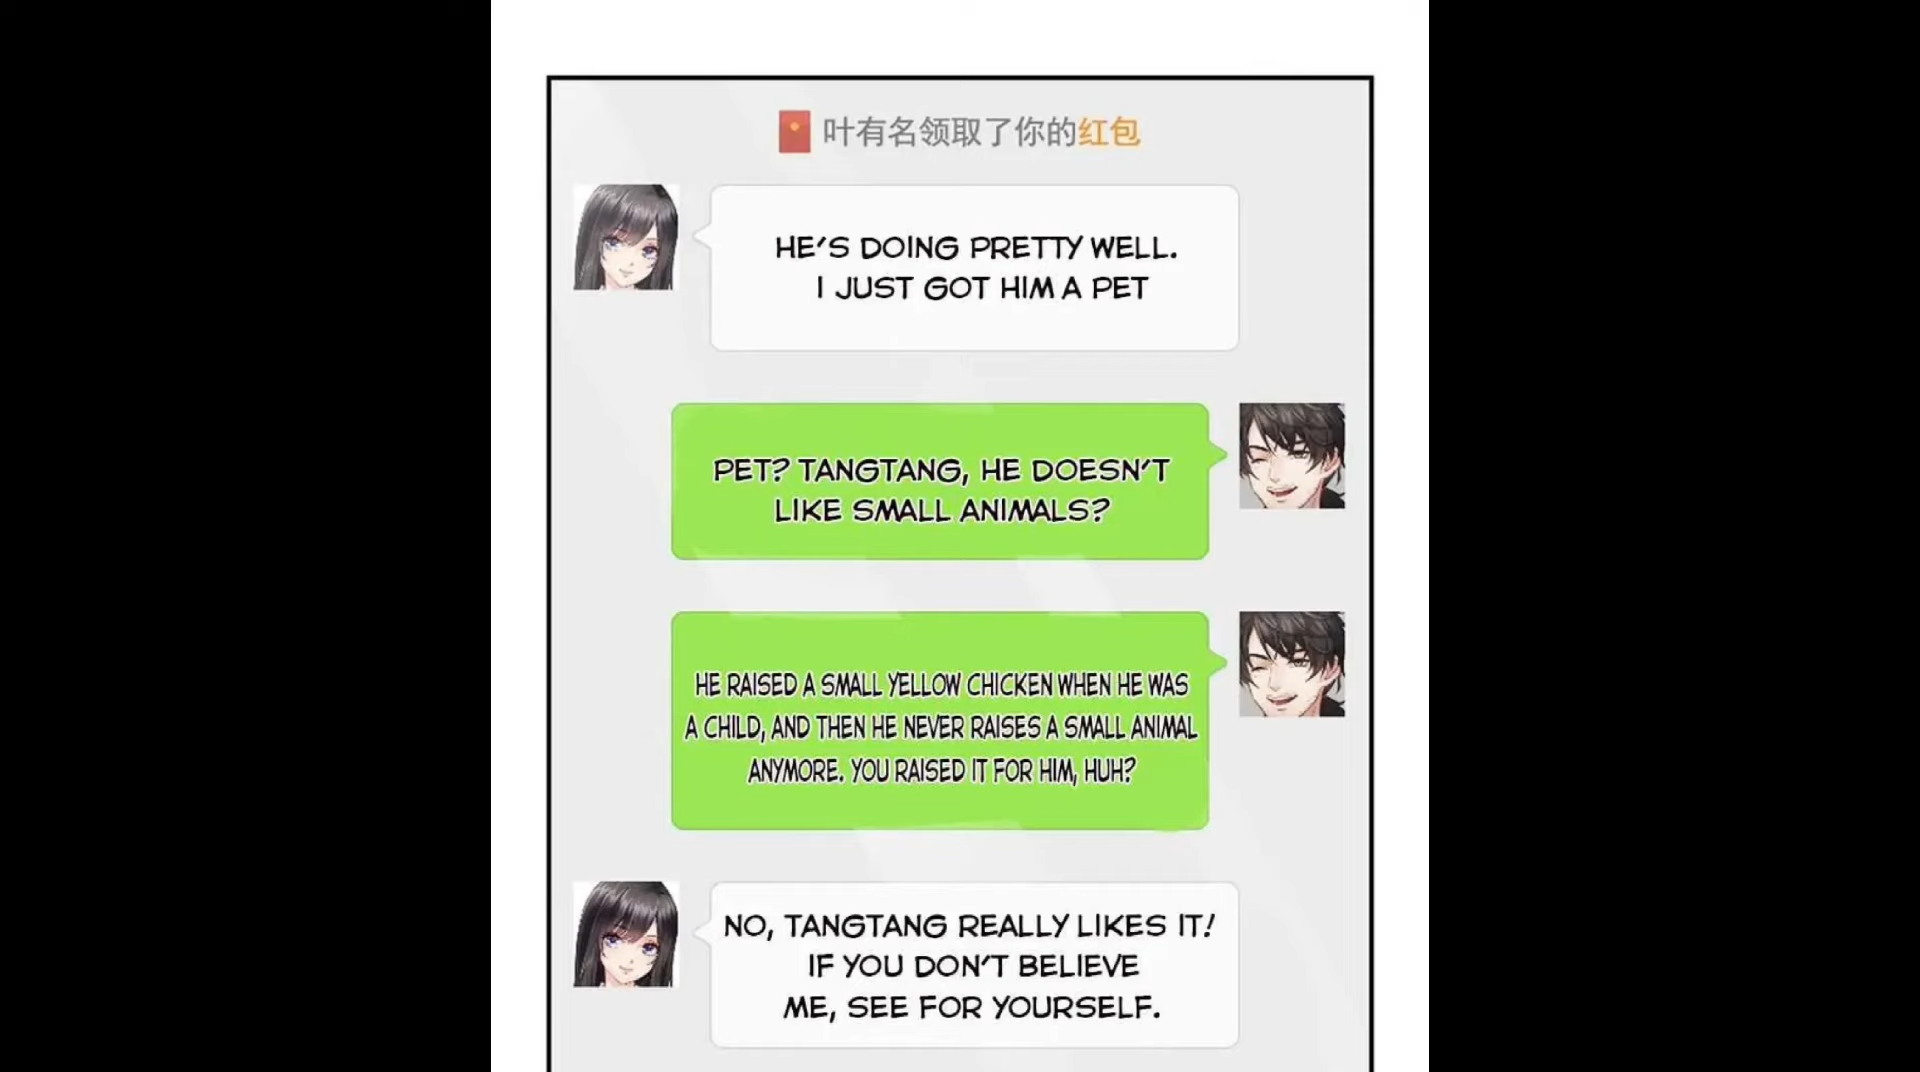 叶有名领取了你的红包
HE'S DOING PRETTY WELL.
I JUST GOT HIM A PET
PET? TANGTANG, HE DOESN'T
LIKE SMALL ANIMALS?
HE RAISED A SMALL YELLOW CHICKEN WHEN HE WAS
A CHILD, AND THEN HE NEVER RAISES A SMALL ANIMAL
ANYMORE. YOU RAISED IT FOR HIM, HUH?
NO, TANGTANG REALLY LIKES IT!
IF YOU DON'T BELIEVE
ME, SEE FOR YOURSELF.